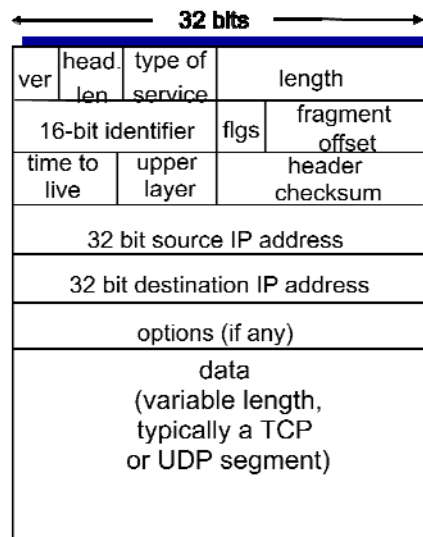 32 bits
ver head. len type of service length
16-bit identifier flgs fragment offset
time to live upper layer header checksum
32 bit source IP address
32 bit destination IP address
options (if any)
data
(variable length,
typically a TCP
or UDP segment)